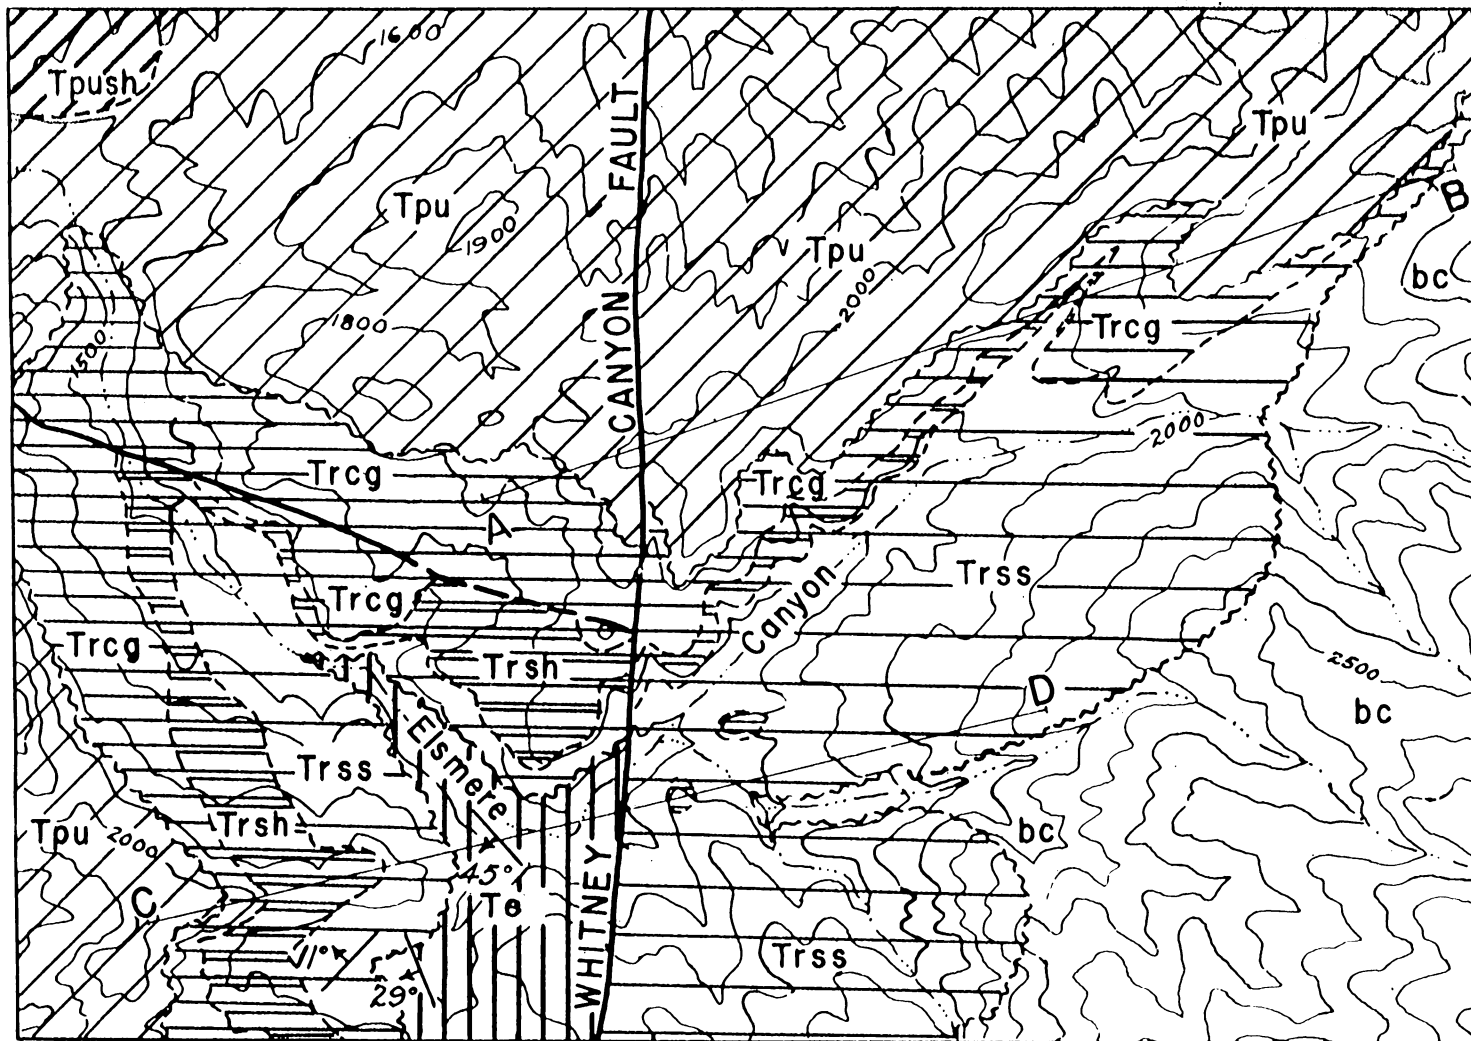 1600
Tpush
Tpu
WHITNEY CANYON FAULT
Tpu
B
1900
Tpu
bc
2000
1800
Trcg
1500
2000
Trcg
Trcg
A
Trss
Trcg
Canyon
Trcg
Trsh
2500
D
bc
Elsmere
Trss
Trsh
Tpu
2000
bc
45°
C
Te
11°
Trss
29°